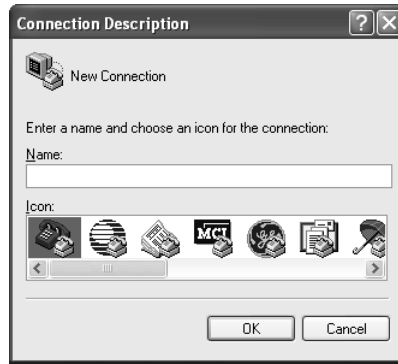 Connection Description
New Connection
Enter a name and choose an icon for the connection:
Name:
Icon:
MCI
OK Cancel